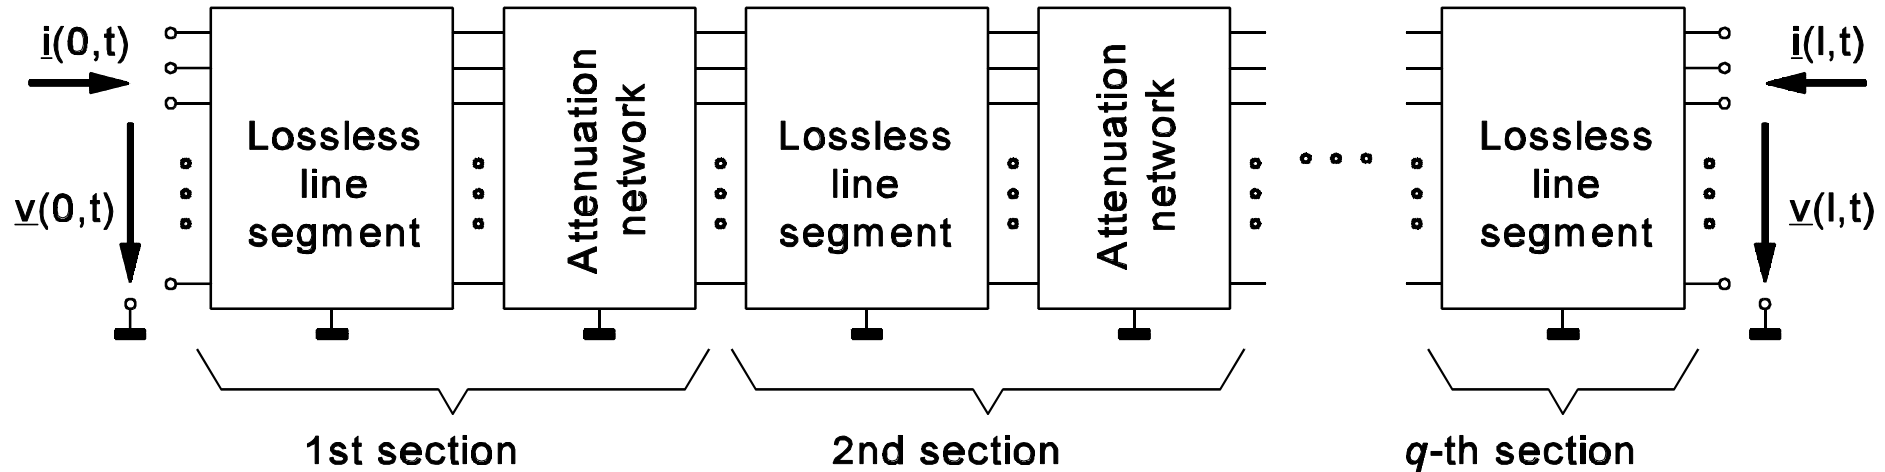 i(0,t)
v(0,t)
Lossless
line
segment
Attenuation
network
Lossless
line
segment
Attenuation
network
Lossless
line
segment
i(l,t)
v(l,t)
1st section
2nd section
q-th section